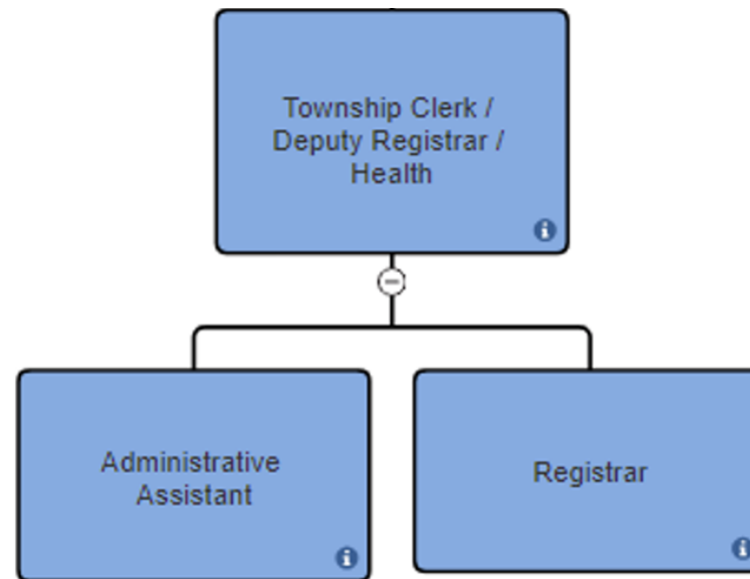 Township Clerk /
Deputy Registrar /
Health
Administrative
Assistant
Registrar